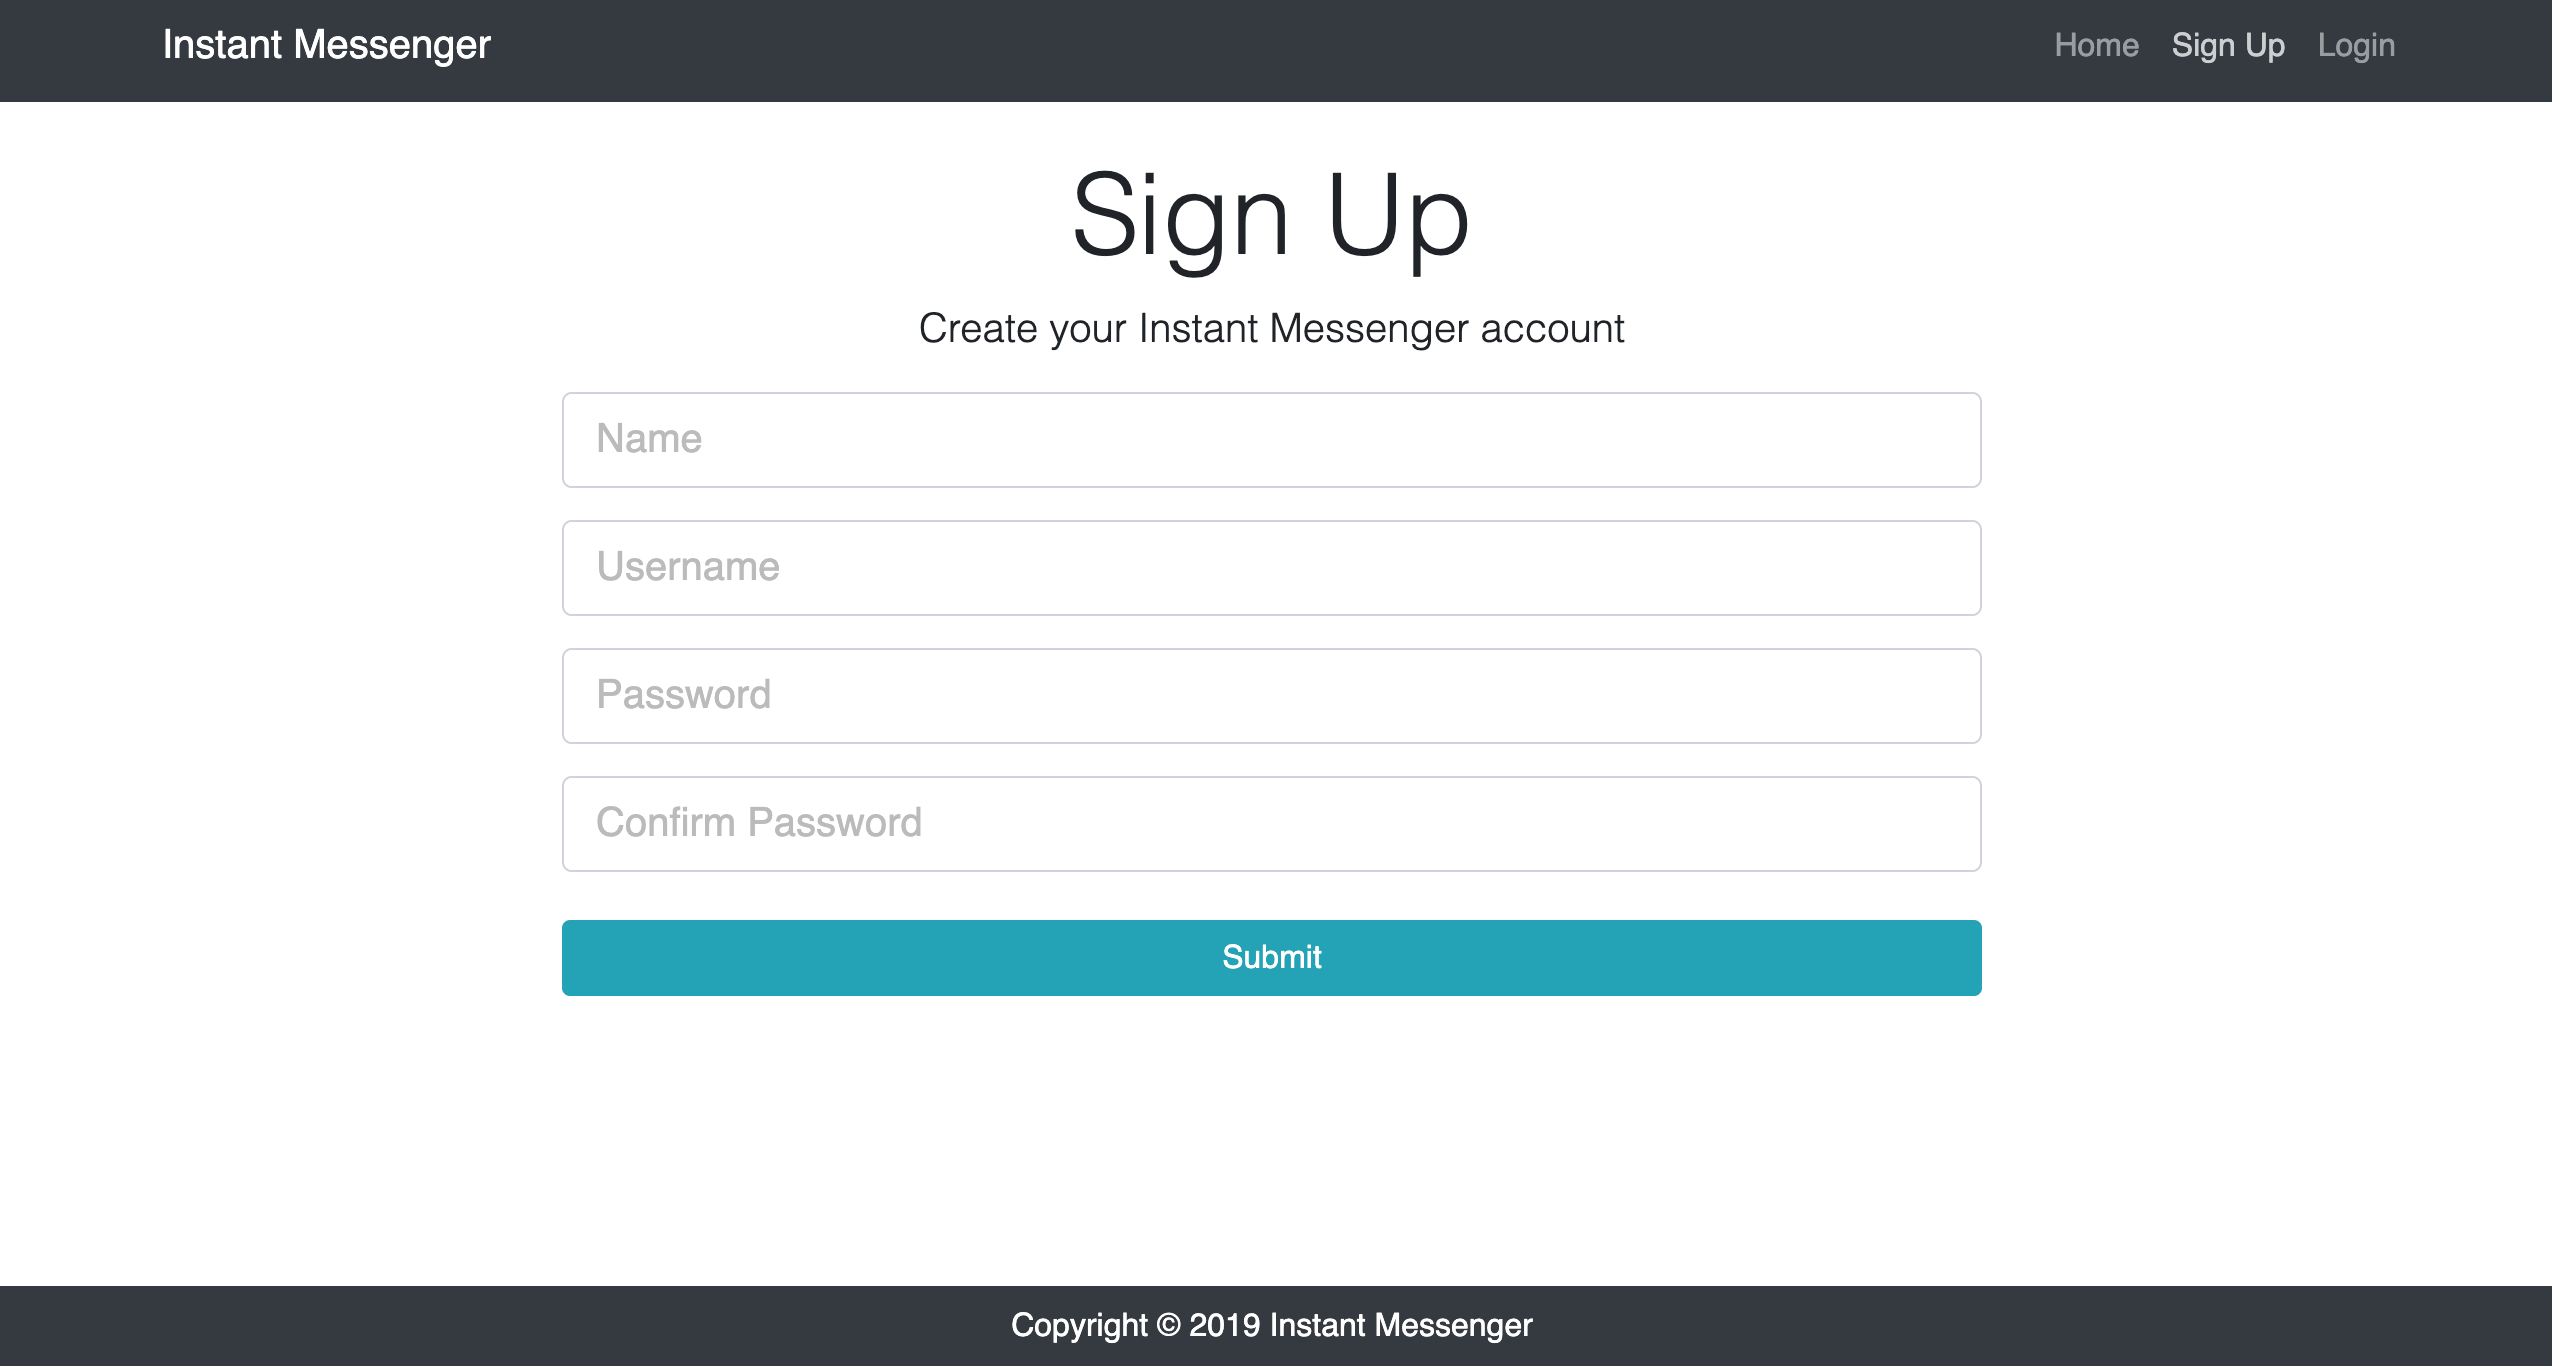 Instant Messenger
Home Sign Up Login
Sign Up
Create your Instant Messenger account
Name
Username
Password
Confirm Password
Submit
Copyright © 2019 Instant Messenger